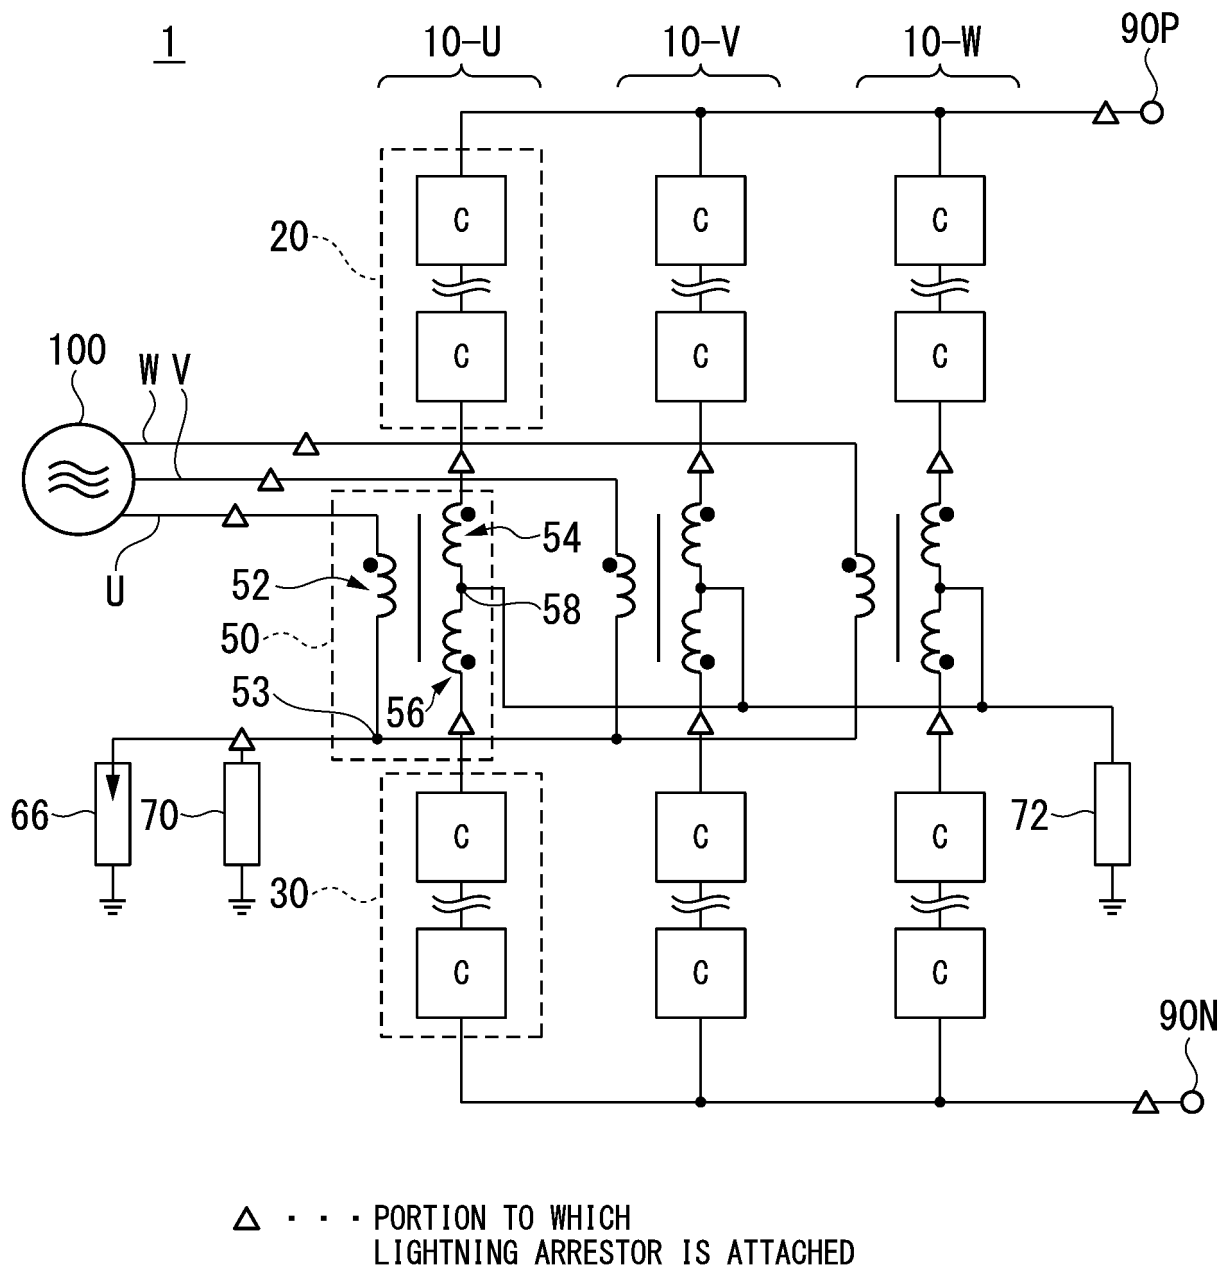 1
10-U
10-V
10-W
90P
C
C
C
20
C
C
C
100
W V
U
52
54
58
50
53
56
66
70
72
C
C
C
30
C
C
C
90N
△ · · · PORTION TO WHICH
LIGHTNING ARRESTOR IS ATTACHED